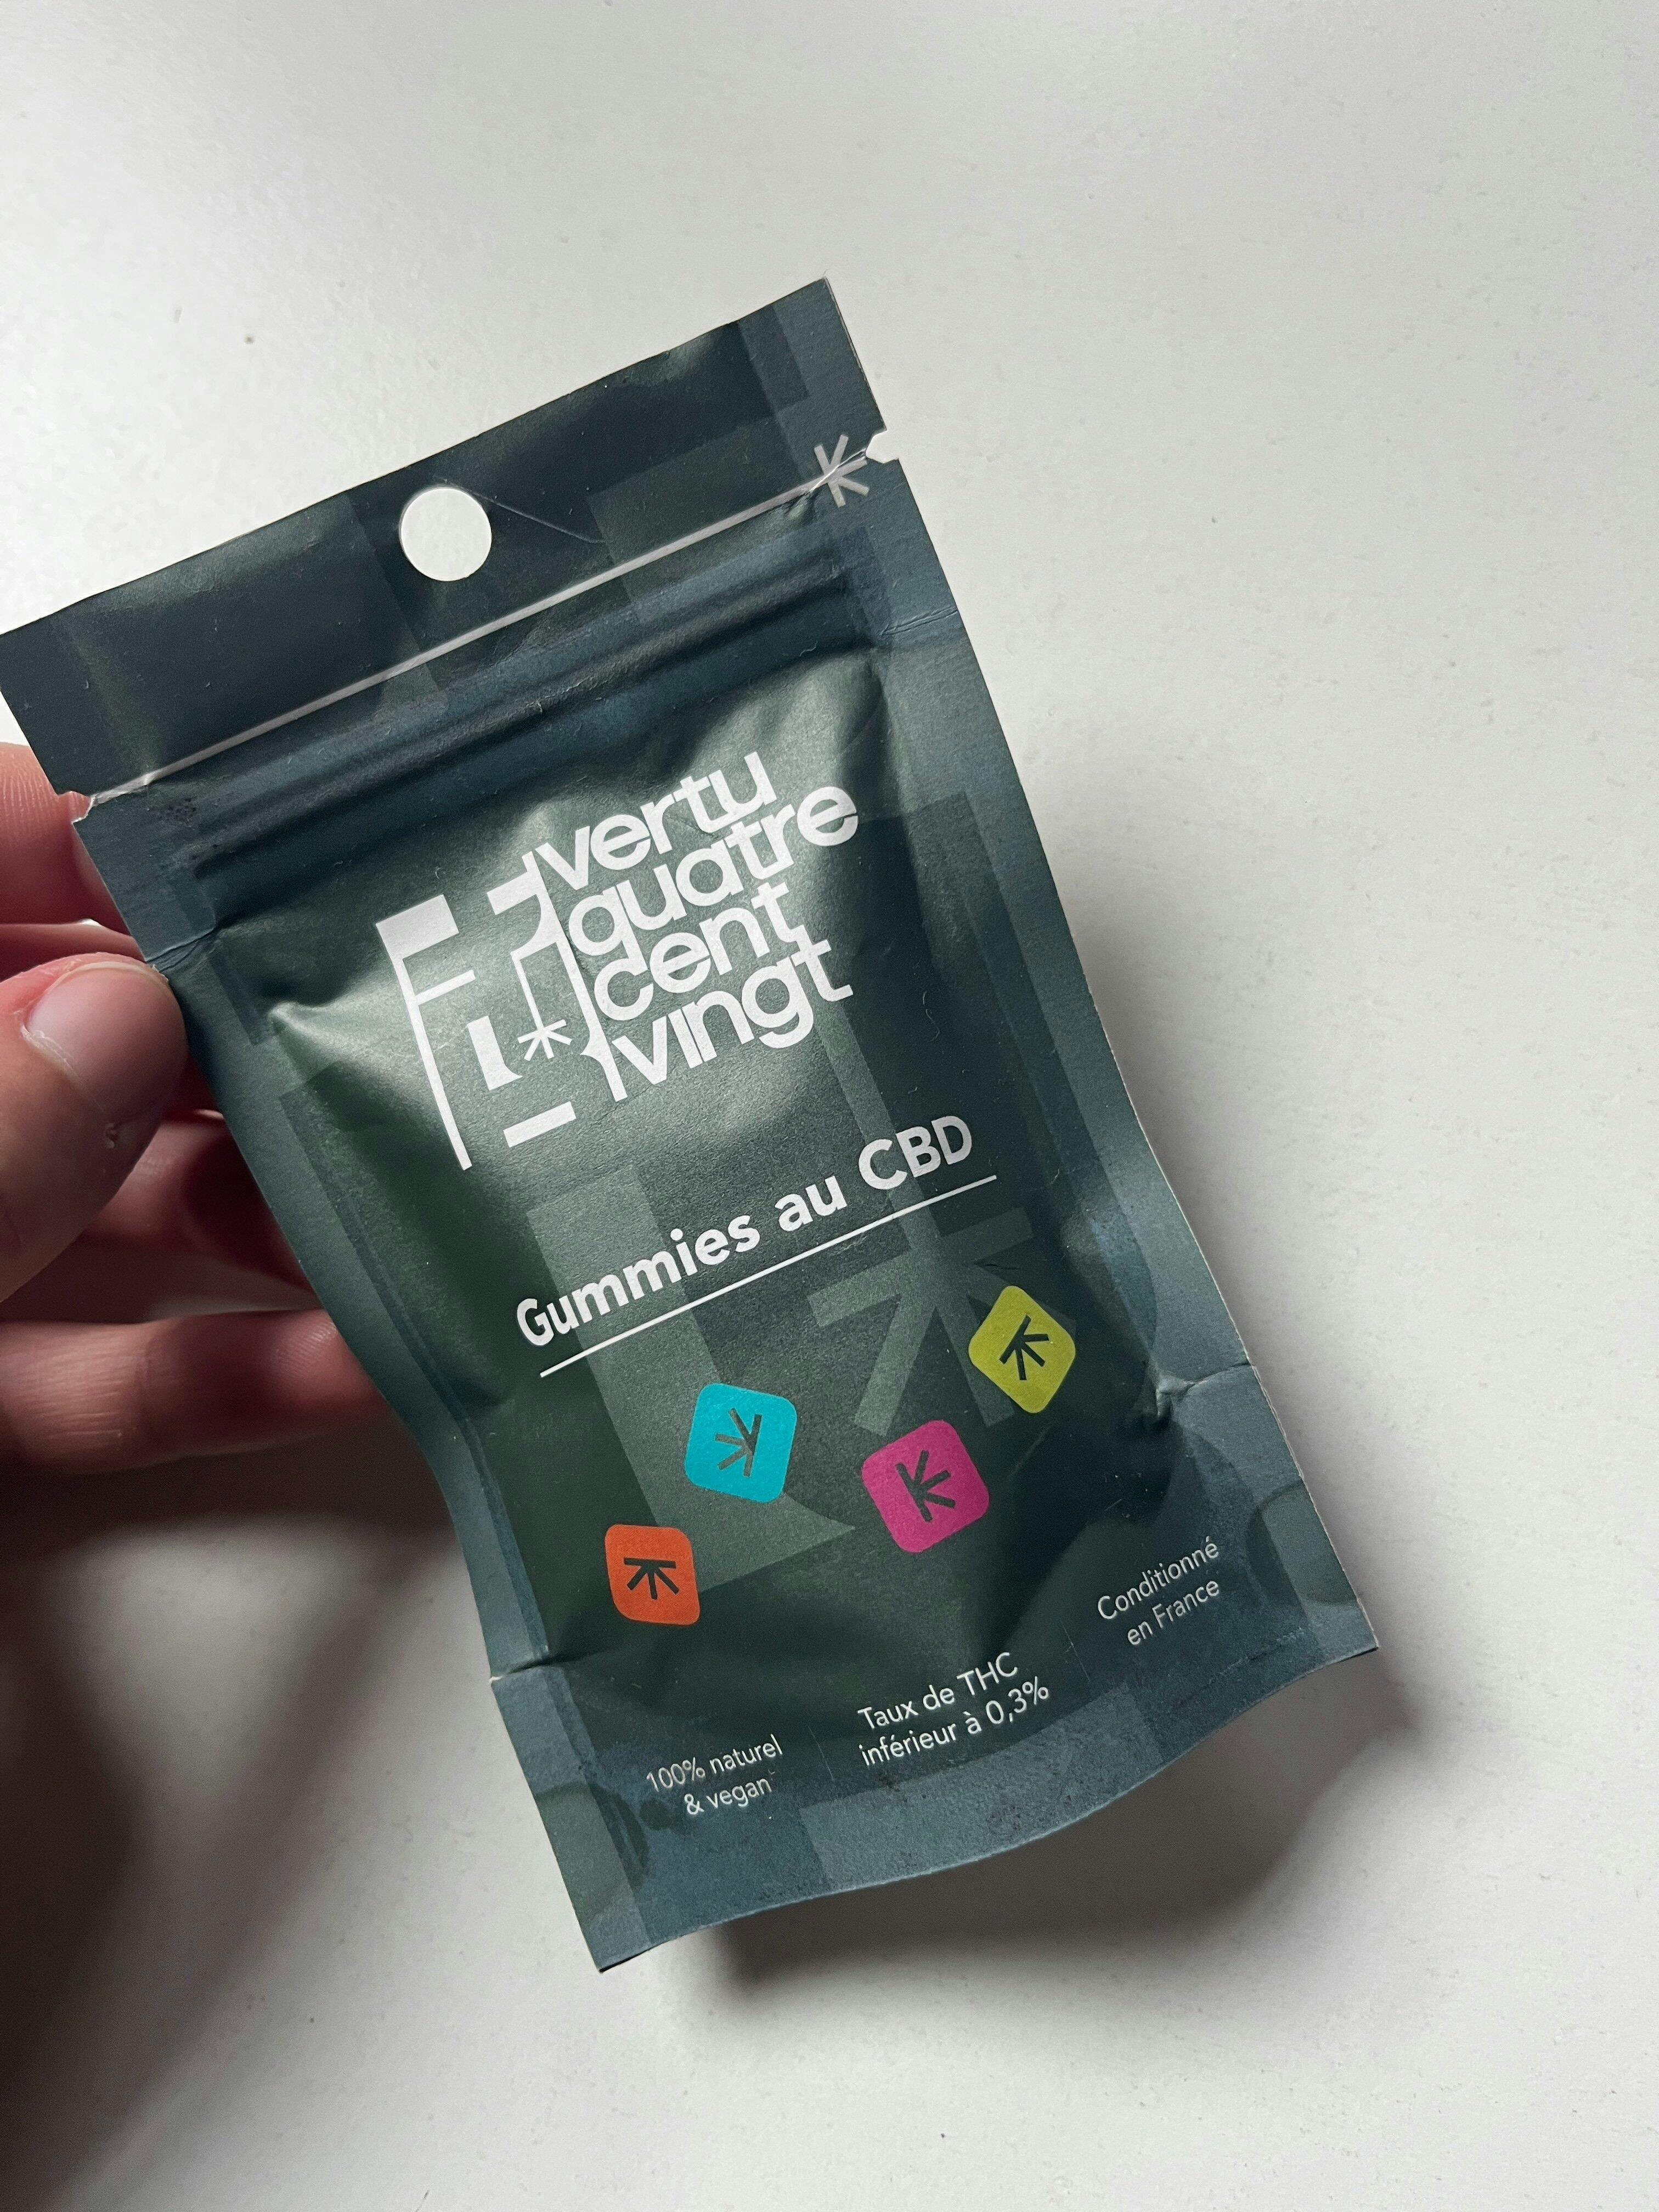 vertu
quatre
cent
vingt
Gummies au CBD
100% naturel
& vegan
Taux de THC
inférieur à 0,3%
Conditionné
en France